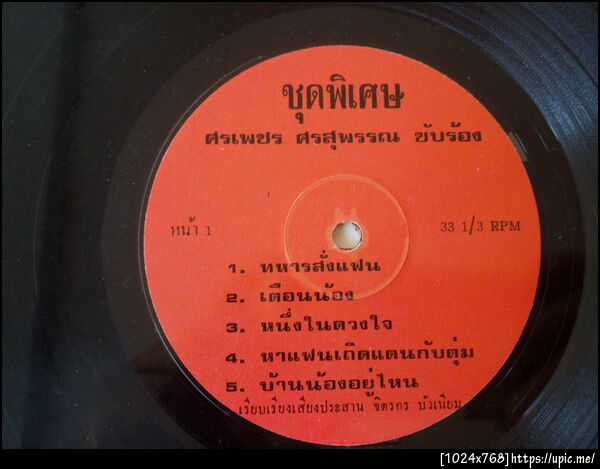 ชุดพิเศษ
ศรเพชร ศรสุพรรณ ขับร้อง
หน้า 1
33 1/3 RPM
1. ทหารสั่งแฟน
2. เตือนน้อง
3. หนึ่งในดวงใจ
4. หาแฟนเถิดแตนกับตุ่ม
5. บ้านน้องอยู่ไหน
เรียบเรียงเสียงประสาน จิตรกร บัวเนียม
[1024x768]https://upic.me/